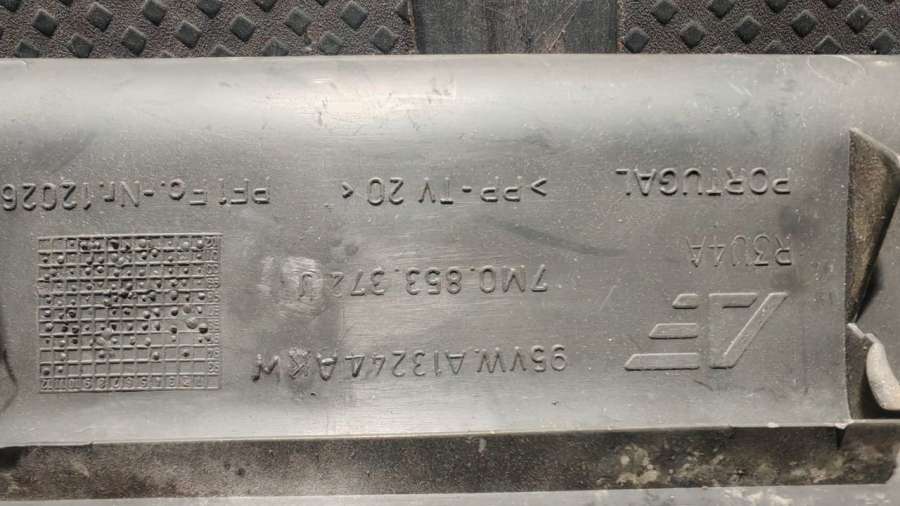 95VW.A13244AKW
7M0.853.372 U
R3U4A
PORTUGAL >PP-TV 20< PF1 Fo.-Nr.12026